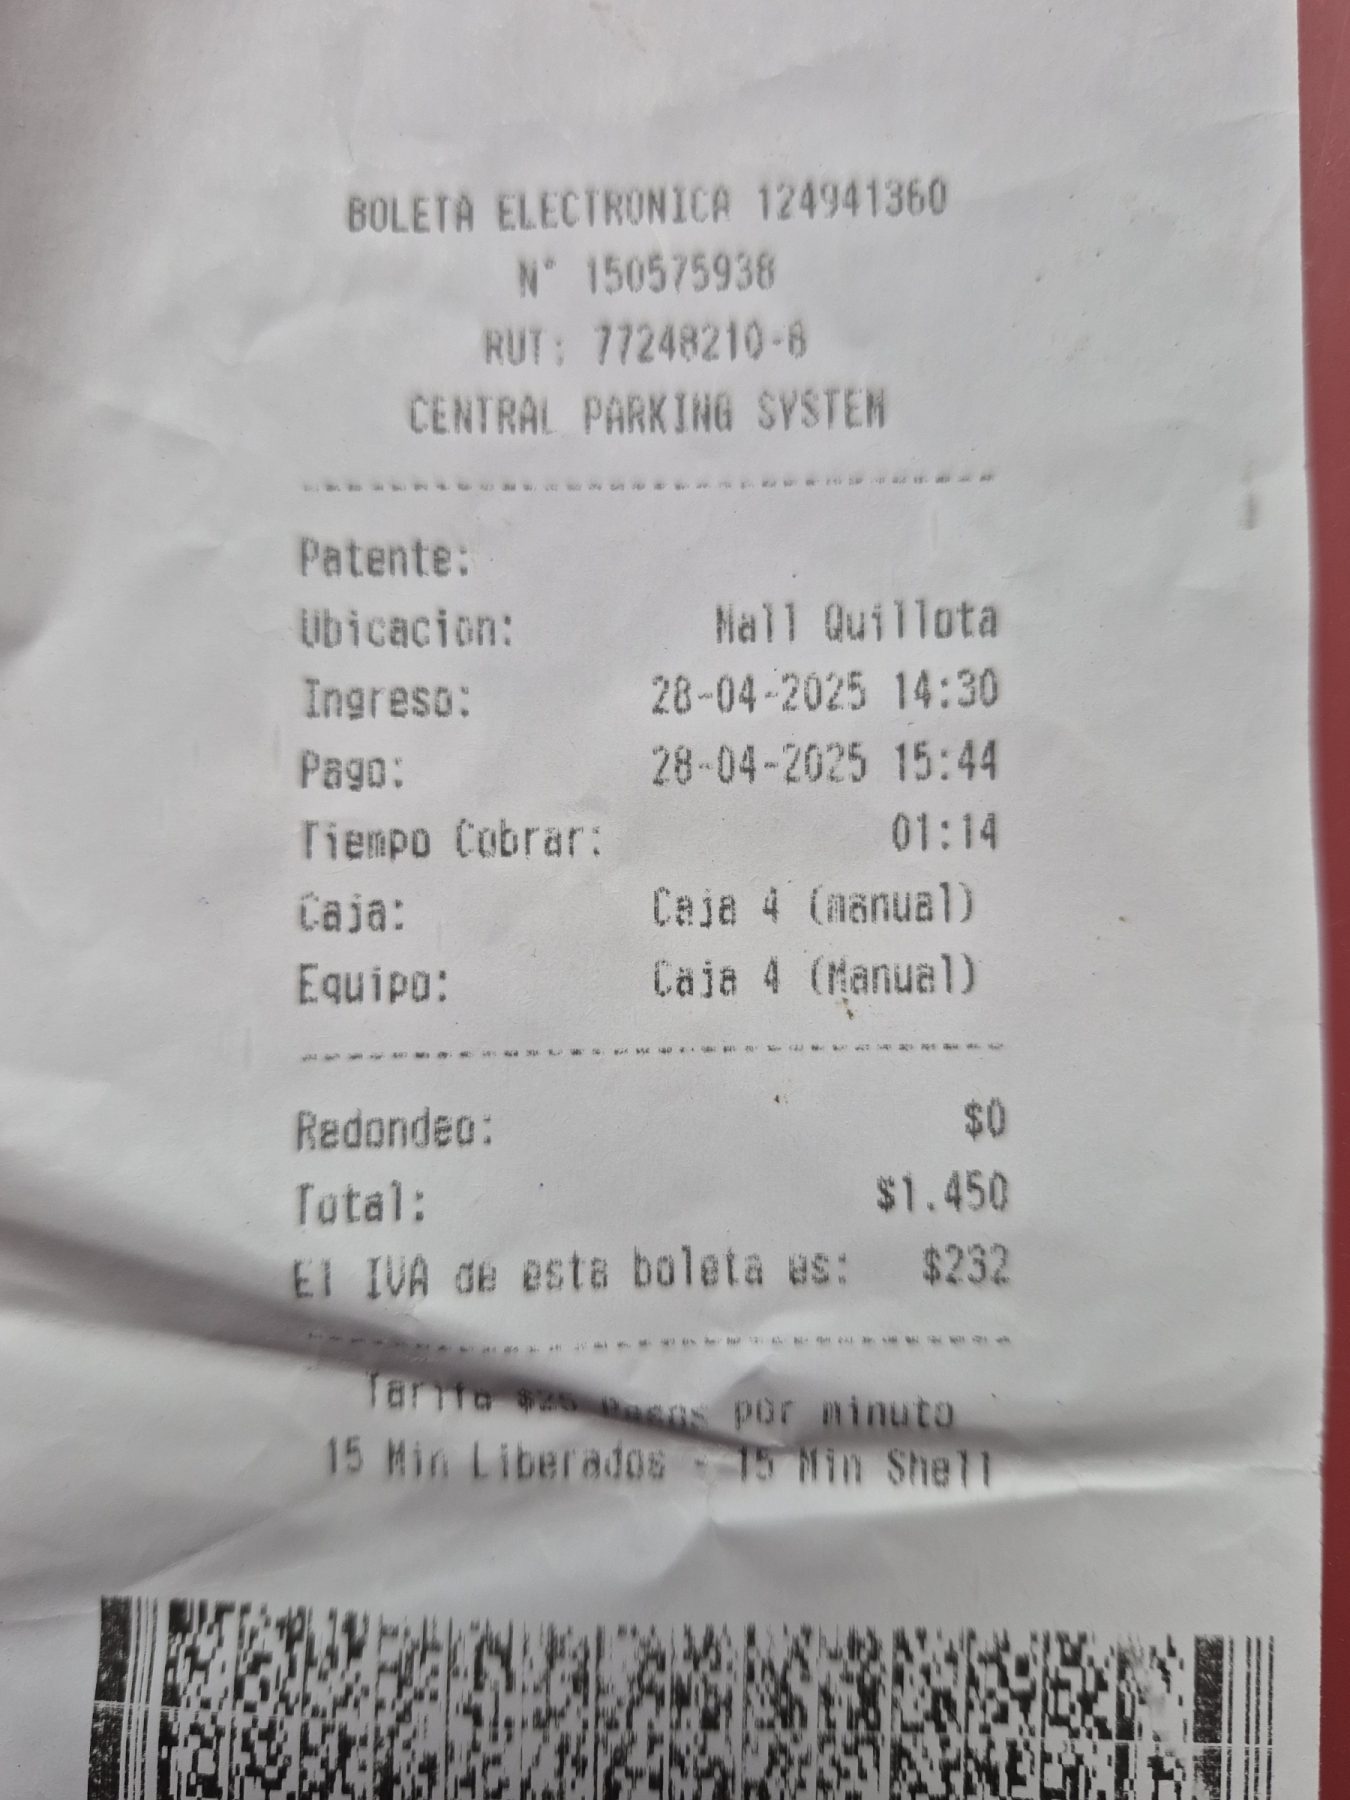 BOLETA ELECTRONICA 124941360
N° 150575938
RUT: 77248210-8
CENTRAL PARKING SYSTEM
Patente:
Ubicacion: Mall Quillota
Ingreso: 28-04-2025 14:30
Pago: 28-04-2025 15:44
Tiempo Cobrar: 01:14
Caja: Caja 4 (manual)
Equipo: Caja 4 (Manual)
Redondeo: $0
Total: $1.450
El IVA de esta boleta es: $232
Tarifa $25 pesos por minuto
15 Min Liberados - 15 Min Shell